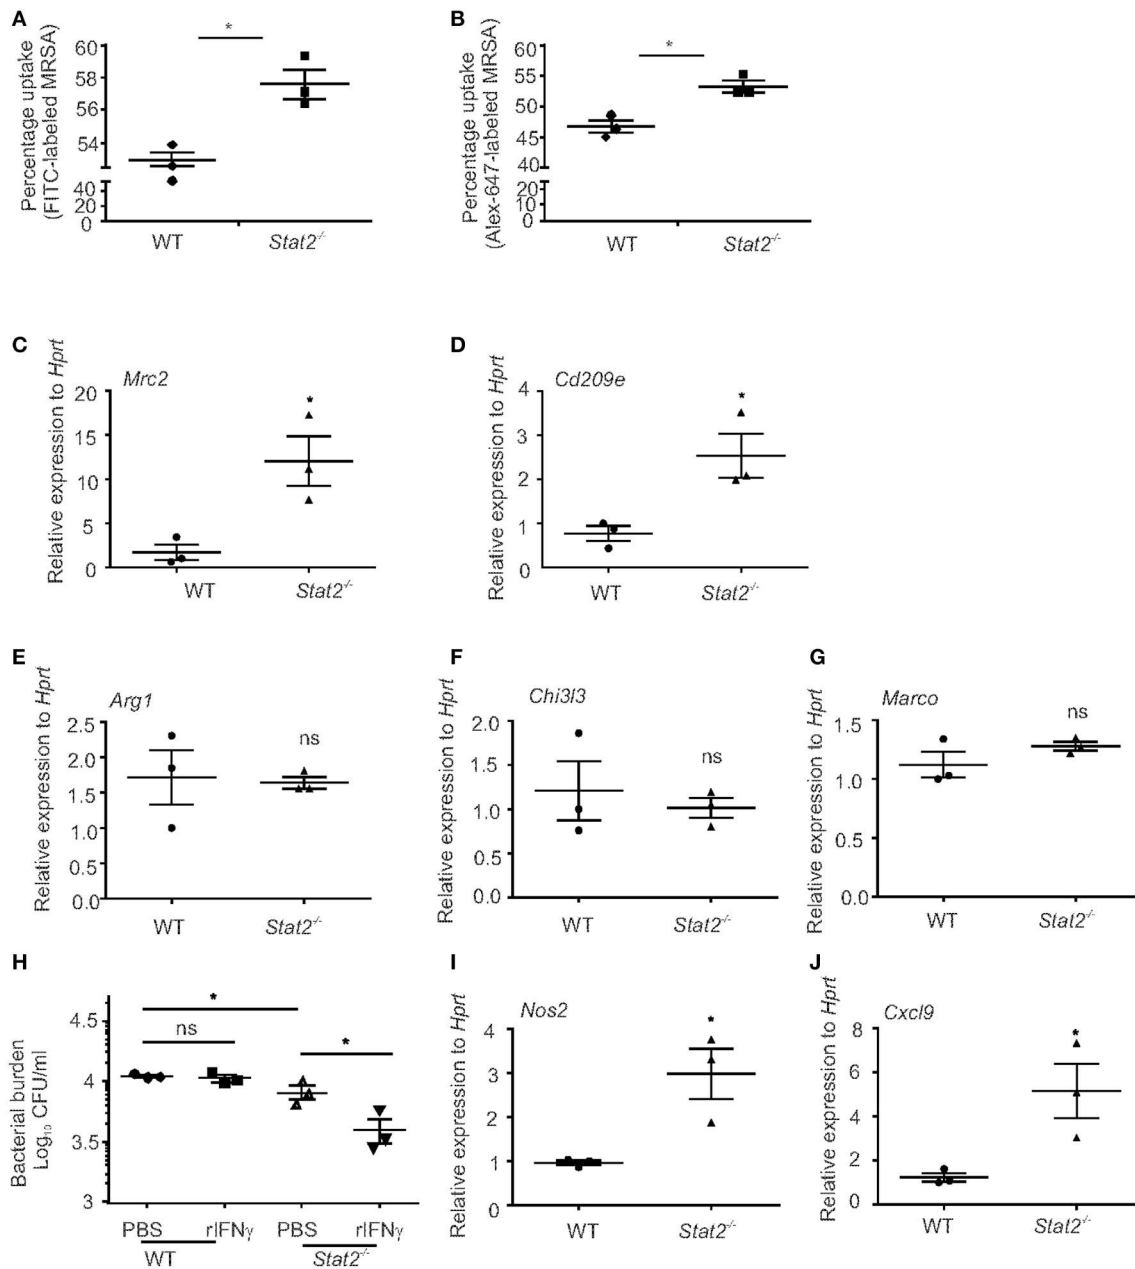 A
Percentage uptake
(FITC-labeled MRSA)
60
58
56
54
40
20
0
*
WT
Stat2-/-
B
Percentage uptake
(Alex-647-labeled MRSA)
60
55
50
45
40
20
10
0
*
WT
Stat2-/-
C
Relative expression to Hprt
Mrc2
20
15
10
5
0
*
WT
Stat2-/-
D
Relative expression to Hprt
Cd209e
4
3
2
1
0
*
WT
Stat2-/-
E
Relative expression to Hprt
Arg1
2.5
2.0
1.5
1.0
0.5
0.0
ns
WT
Stat2-/-
F
Relative expression to Hprt
Chi3l3
2.0
1.5
1.0
0.5
0.0
ns
WT
Stat2-/-
G
Relative expression to Hprt
Marco
1.5
1.0
0.5
0.0
ns
WT
Stat2-/-
H
Bacterial burden
Log10 CFU/ml
4.5
4
3.5
3
*
ns
*
PBS rIFNγ PBS rIFNγ
WT Stat2-/-
I
Relative expression to Hprt
Nos2
4
3
2
1
0
*
WT
Stat2-/-
J
Relative expression to Hprt
Cxcl9
8
6
4
2
0
*
WT
Stat2-/-